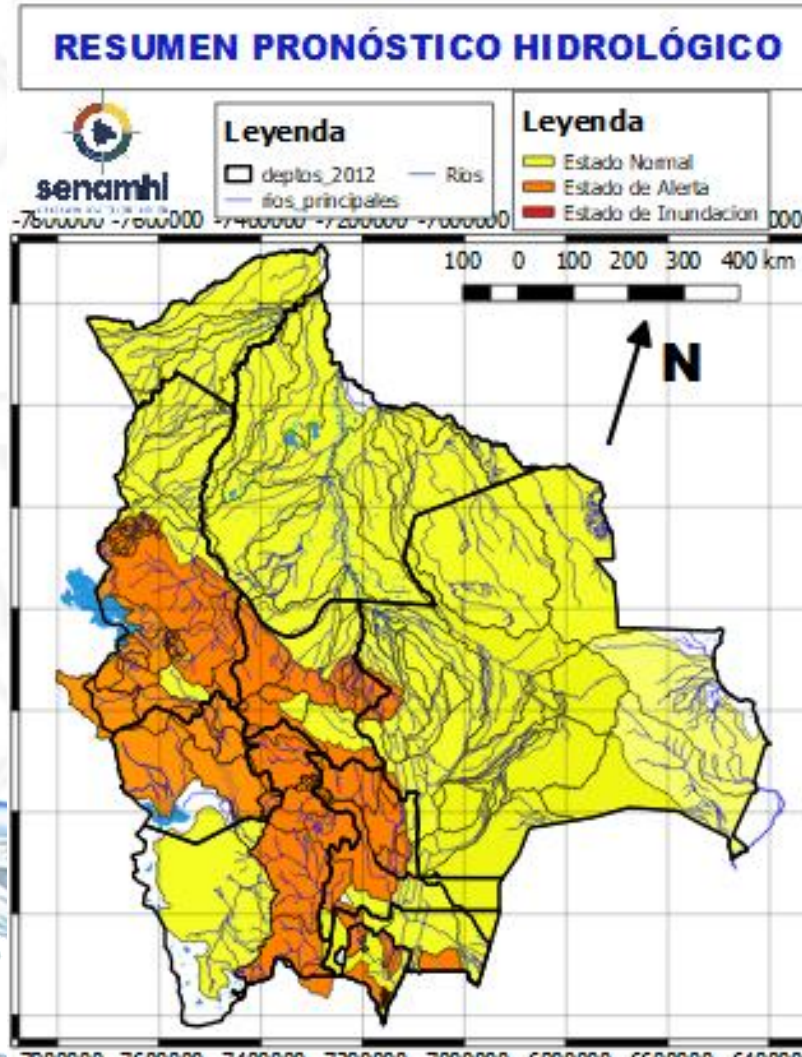 RESUMEN PRONÓSTICO HIDROLÓGICO
senamhi
Leyenda
deptos_2012
Rios
rios_principales
Leyenda
Estado Normal
Estado de Alerta
Estado de Inundacion
-7800000 -7600000 -7400000 -7200000 -7000000
100 0 100 200 300 400 km
N